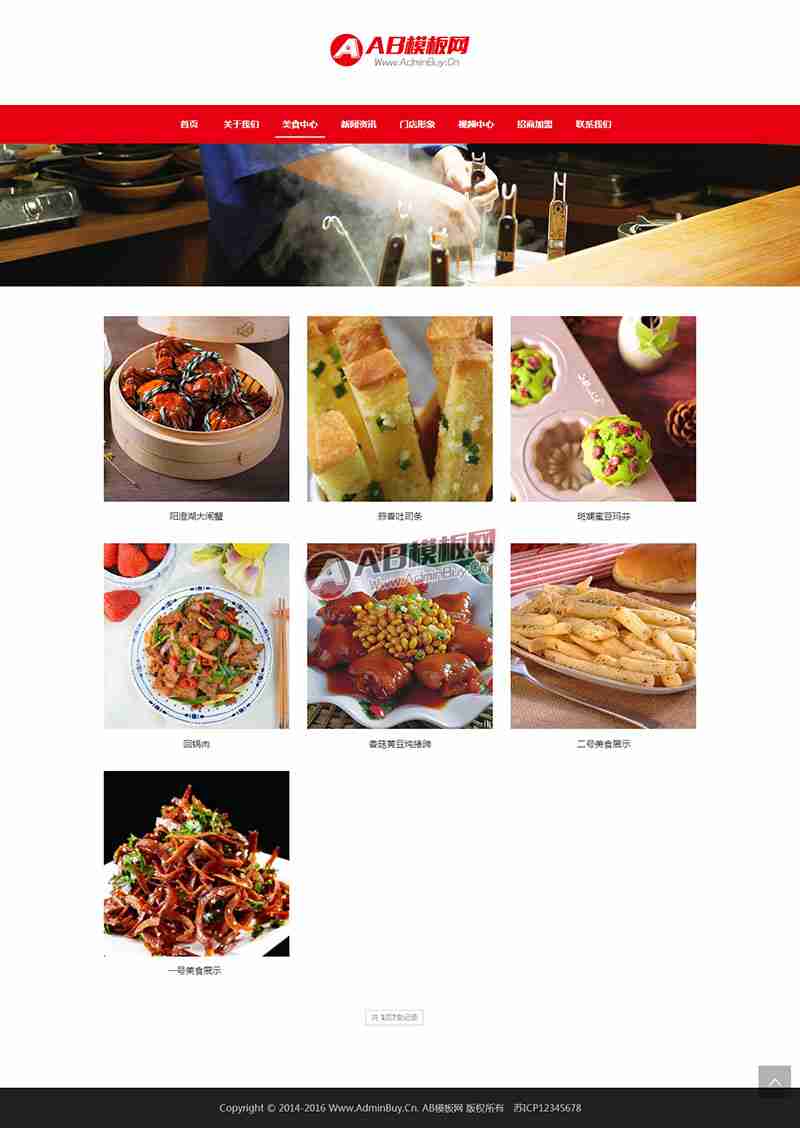 AB模板网
Www.AdminBuy.Cn
首页 关于我们 美食中心 新闻资讯 门店形象 视频中心 招商加盟 联系我们
阳澄湖大闸蟹 蒜香吐司条 斑斓蜜豆玛芬
AB模板网
Www.AdminBuy.Cn
回锅肉 香菇黄豆炖猪蹄 二号美食展示
一号美食展示
共 1页7条记录
Copyright © 2014-2016 Www.AdminBuy.Cn. AB模板网 版权所有 苏ICP12345678